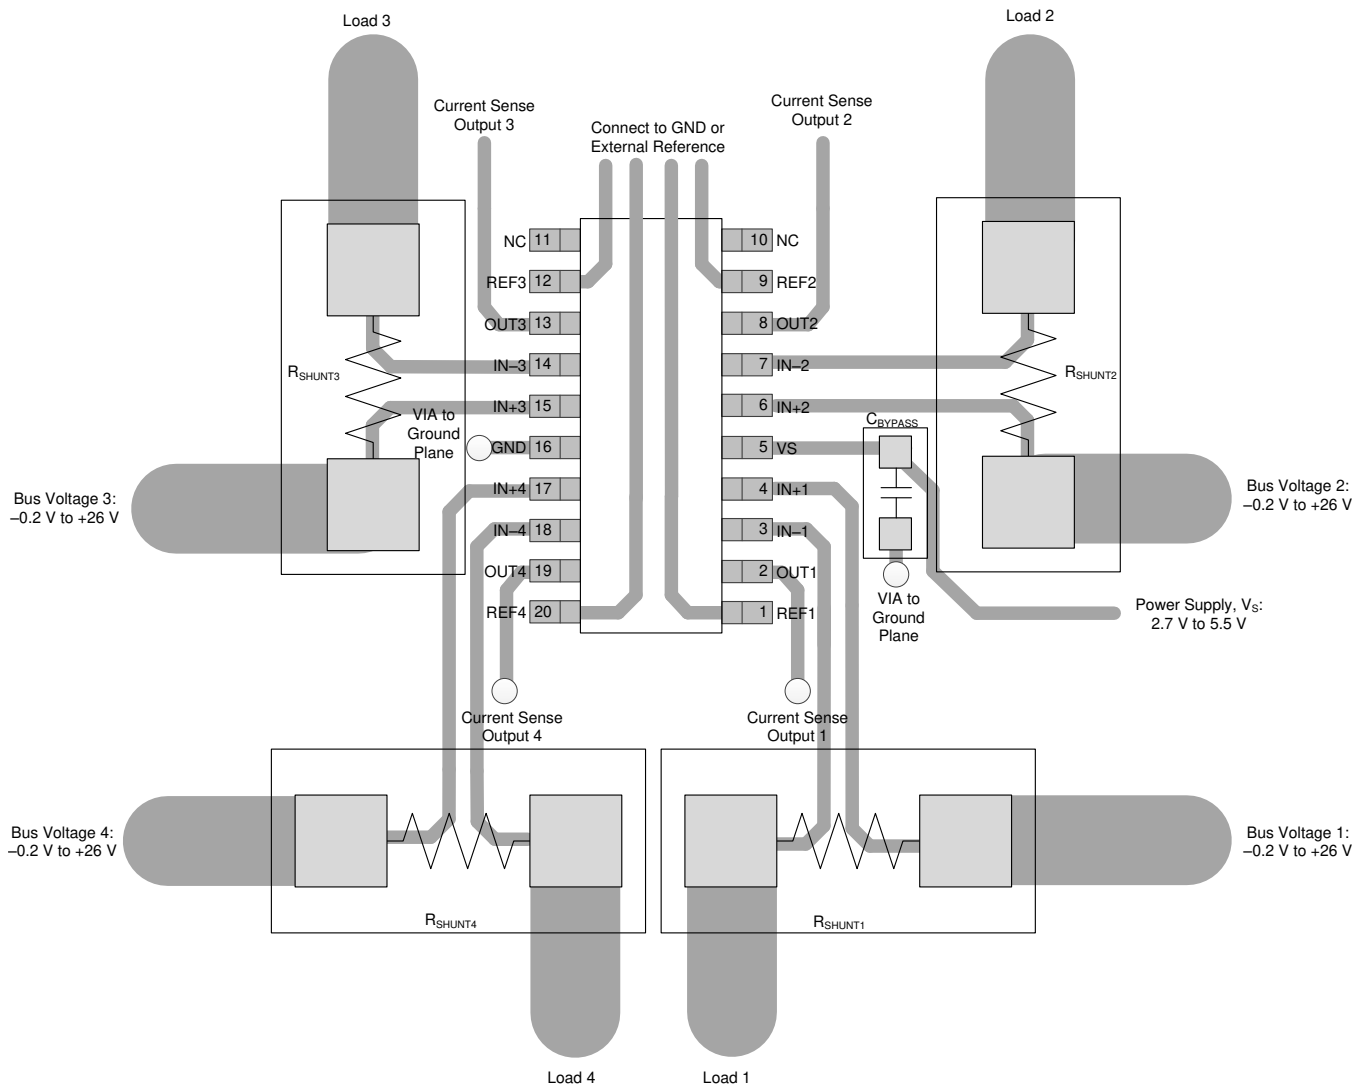 Load 3
Load 2
Current Sense
Output 3
Connect to GND or
External Reference
Current Sense
Output 2
NC 11
10 NC
REF3 12
9 REF2
OUT3 13
8 OUT2
IN–3 14
7 IN–2
IN+3 15
6 IN+2
GND 16
5 VS
IN+4 17
4 IN+1
IN–4 18
3 IN–1
OUT4 19
2 OUT1
REF4 20
1 REF1
RSHUNT3
RSHUNT2
VIA to
Ground
Plane
CBYPASS
Bus Voltage 3:
–0.2 V to +26 V
Bus Voltage 2:
–0.2 V to +26 V
VIA to
Ground
Plane
Power Supply, VS:
2.7 V to 5.5 V
Current Sense
Output 4
Current Sense
Output 1
Bus Voltage 4:
–0.2 V to +26 V
Bus Voltage 1:
–0.2 V to +26 V
RSHUNT4
RSHUNT1
Load 4
Load 1